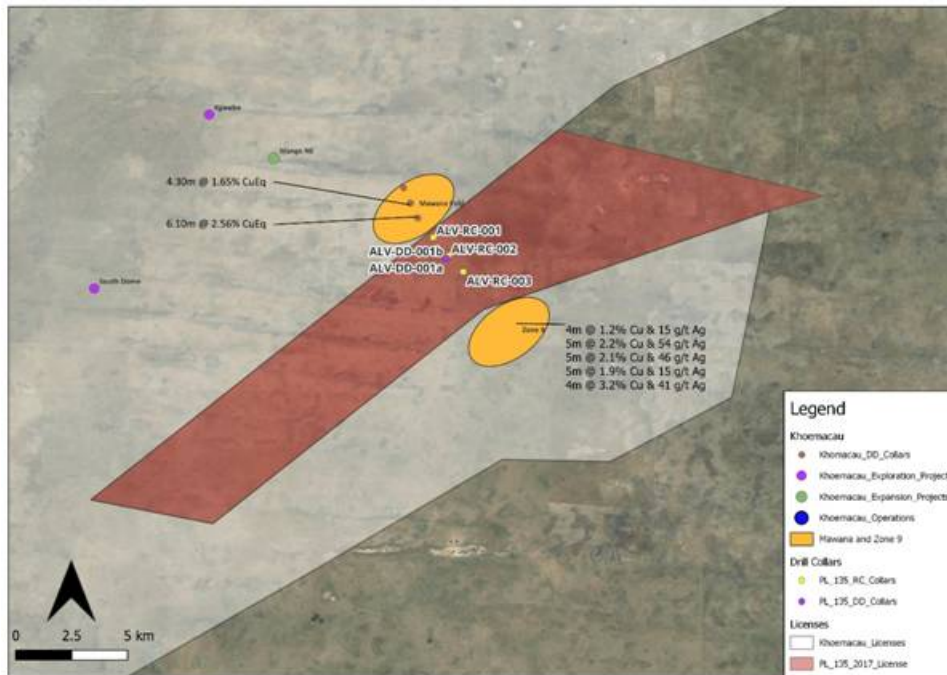 Mango NE
4.30m @ 1.65% CuEq
6.10m @ 2.56% CuEq
Mawana Fold
ALV-RC-001
ALV-DD-001b
ALV-RC-002
ALV-DD-001a
ALV-RC-003
South Dome
Zone 9
4m @ 1.2% Cu & 15 g/t Ag
5m @ 2.2% Cu & 54 g/t Ag
5m @ 2.1% Cu & 46 g/t Ag
5m @ 1.9% Cu & 15 g/t Ag
4m @ 3.2% Cu & 41 g/t Ag
Legend
Khoemacau
Khomacau_DD_Collars
Khoemacau_Exploration_Project
Khoemacau_Expansion_Projects
Khoemacau_Operations
Mawana and Zone 9
Drill Collars
PL_135_RC_Collars
PL_135_DD_Collars
Licenses
Khoemacau_Licenses
PL_135_2017_License
0 2.5 5 km